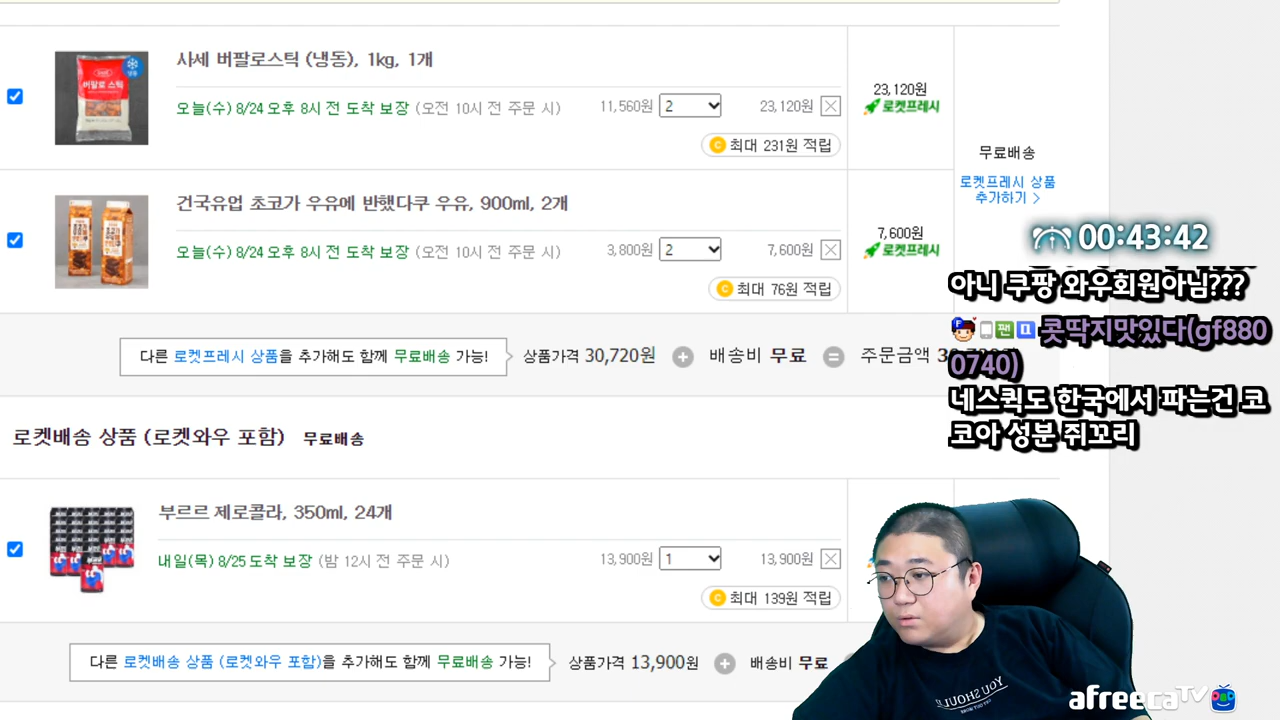 사세 버팔로스틱 (냉동), 1kg, 1개
오늘(수) 8/24 오후 8시 전 도착 보장 (오전 10시 전 주문 시)
11,560원 2 23,120원
최대 231원 적립
23,120원
로켓프레시
무료배송
로켓프레시 상품
추가하기 >
건국유업 초코가 우유에 반했다쿠 우유, 900ml, 2개
오늘(수) 8/24 오후 8시 전 도착 보장 (오전 10시 전 주문 시)
3,800원 2 7,600원
최대 76원 적립
7,600원
로켓프레시
00:43:42
아니 쿠팡 와우회원아님???
콧딱지맛있다(gf880
0740)
네스퀵도 한국에서 파는건 코
코아 성분 쥐꼬리
다른 로켓프레시 상품을 추가해도 함께 무료배송 가능! 상품가격 30,720원 + 배송비 무료 = 주문금액 3
로켓배송 상품 (로켓와우 포함) 무료배송
부르르 제로콜라, 350ml, 24개
내일(목) 8/25 도착 보장 (밤 12시 전 주문 시)
13,900원 1 13,900원
최대 139원 적립
다른 로켓배송 상품 (로켓와우 포함)을 추가해도 함께 무료배송 가능! 상품가격 13,900원 + 배송비 무료
afreecaTV